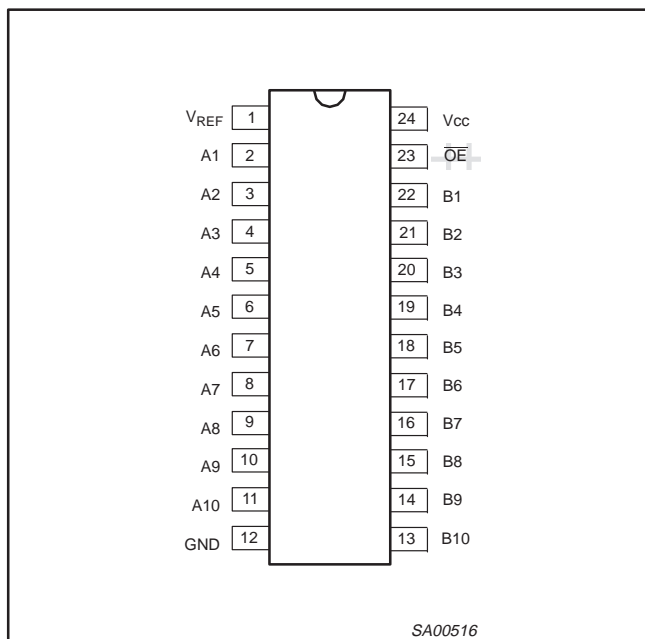 VREF 1 24 Vcc
A1 2 23 O̅E̅
A2 3 22 B1
A3 4 21 B2
A4 5 20 B3
A5 6 19 B4
A6 7 18 B5
A7 8 17 B6
A8 9 16 B7
A9 10 15 B8
A10 11 14 B9
GND 12 13 B10
SA00516